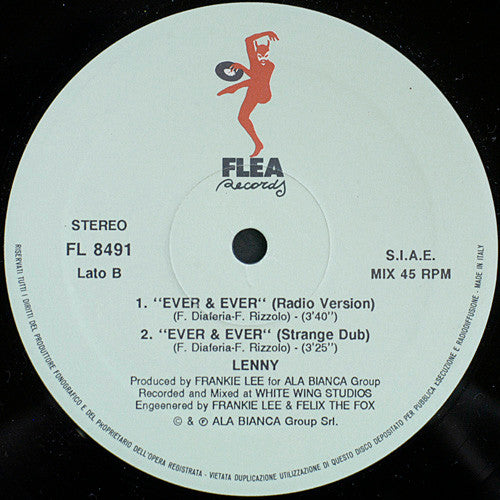 FLEA
Records
STEREO
FL 8491
Lato B
S.I.A.E.
MIX 45 RPM
1. "EVER & EVER" (Radio Version)
(F. Diaferia-F. Rizzolo) - (3'40")
2. "EVER & EVER" (Strange Dub)
(F. Diaferia-F. Rizzolo) - (3'25")
LENNY
Produced by FRANKIE LEE for ALA BIANCA Group
Recorded and Mixed at WHITE WING STUDIOS
Engeneered by FRANKIE LEE & FELIX THE FOX
© & ℗ ALA BIANCA Group Srl.
RISERVATI TUTTI I DIRITTI DEL PRODUTTORE FONOGRAFICO E DEL PROPRIETARIO DELL'OPERA REGISTRATA - VIETATA DUPLICAZIONE UTILIZZAZIONE DI QUESTO DISCO DEPOSITATO PER PUBBLICA ESECUZIONE E RADIODIFFUSIONE - MADE IN ITALY